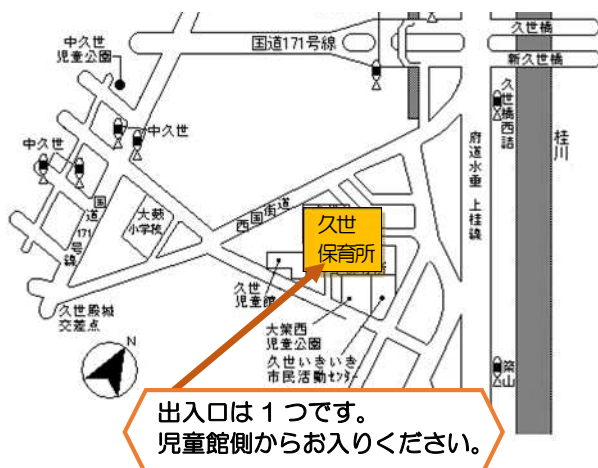 久世橋
新久世橋
国道171号線
中久世
児童公園
久世橋西詰
桂川
府道水垂上桂線
中久世
中久世
国道171号線
西国街道
大薮
小学校
久世
保育所
久世
児童館
久世殿城
交差点
大築西
児童公園
久世いきいき
市民活動センター
築山
N
出入口は1つです。
児童館側からお入りください。